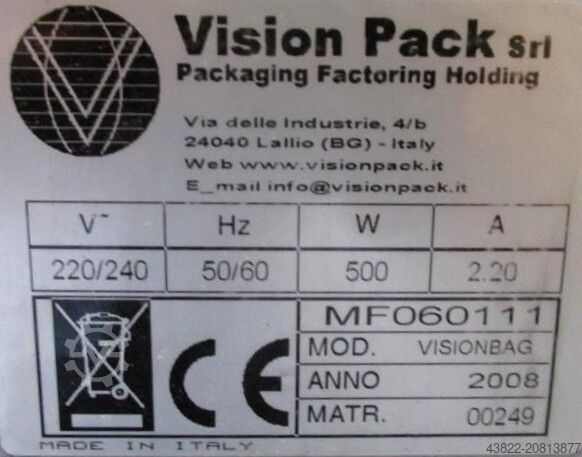 Vision Pack Srl
Packaging Factoring Holding
Via delle Industrie, 4/b
24040 Lallio (BG) - Italy
Web www.visionpack.it
E_mail info@visionpack.it
V~ Hz W A
220/240 50/60 500 2.20
MF060111
MOD. VISIONBAG
ANNO 2008
MATR. 00249
CE
MADE IN ITALY
43822-20813877